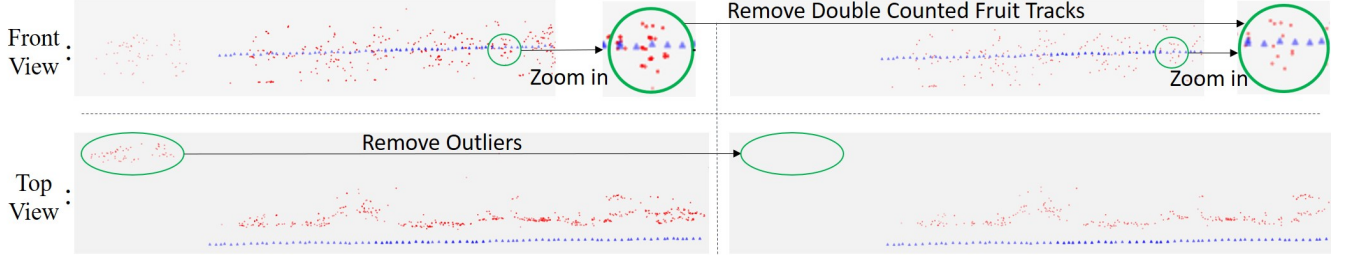 Remove Double Counted Fruit Tracks
Front
View :
Zoom in
Zoom in
Remove Outliers
Top
View :